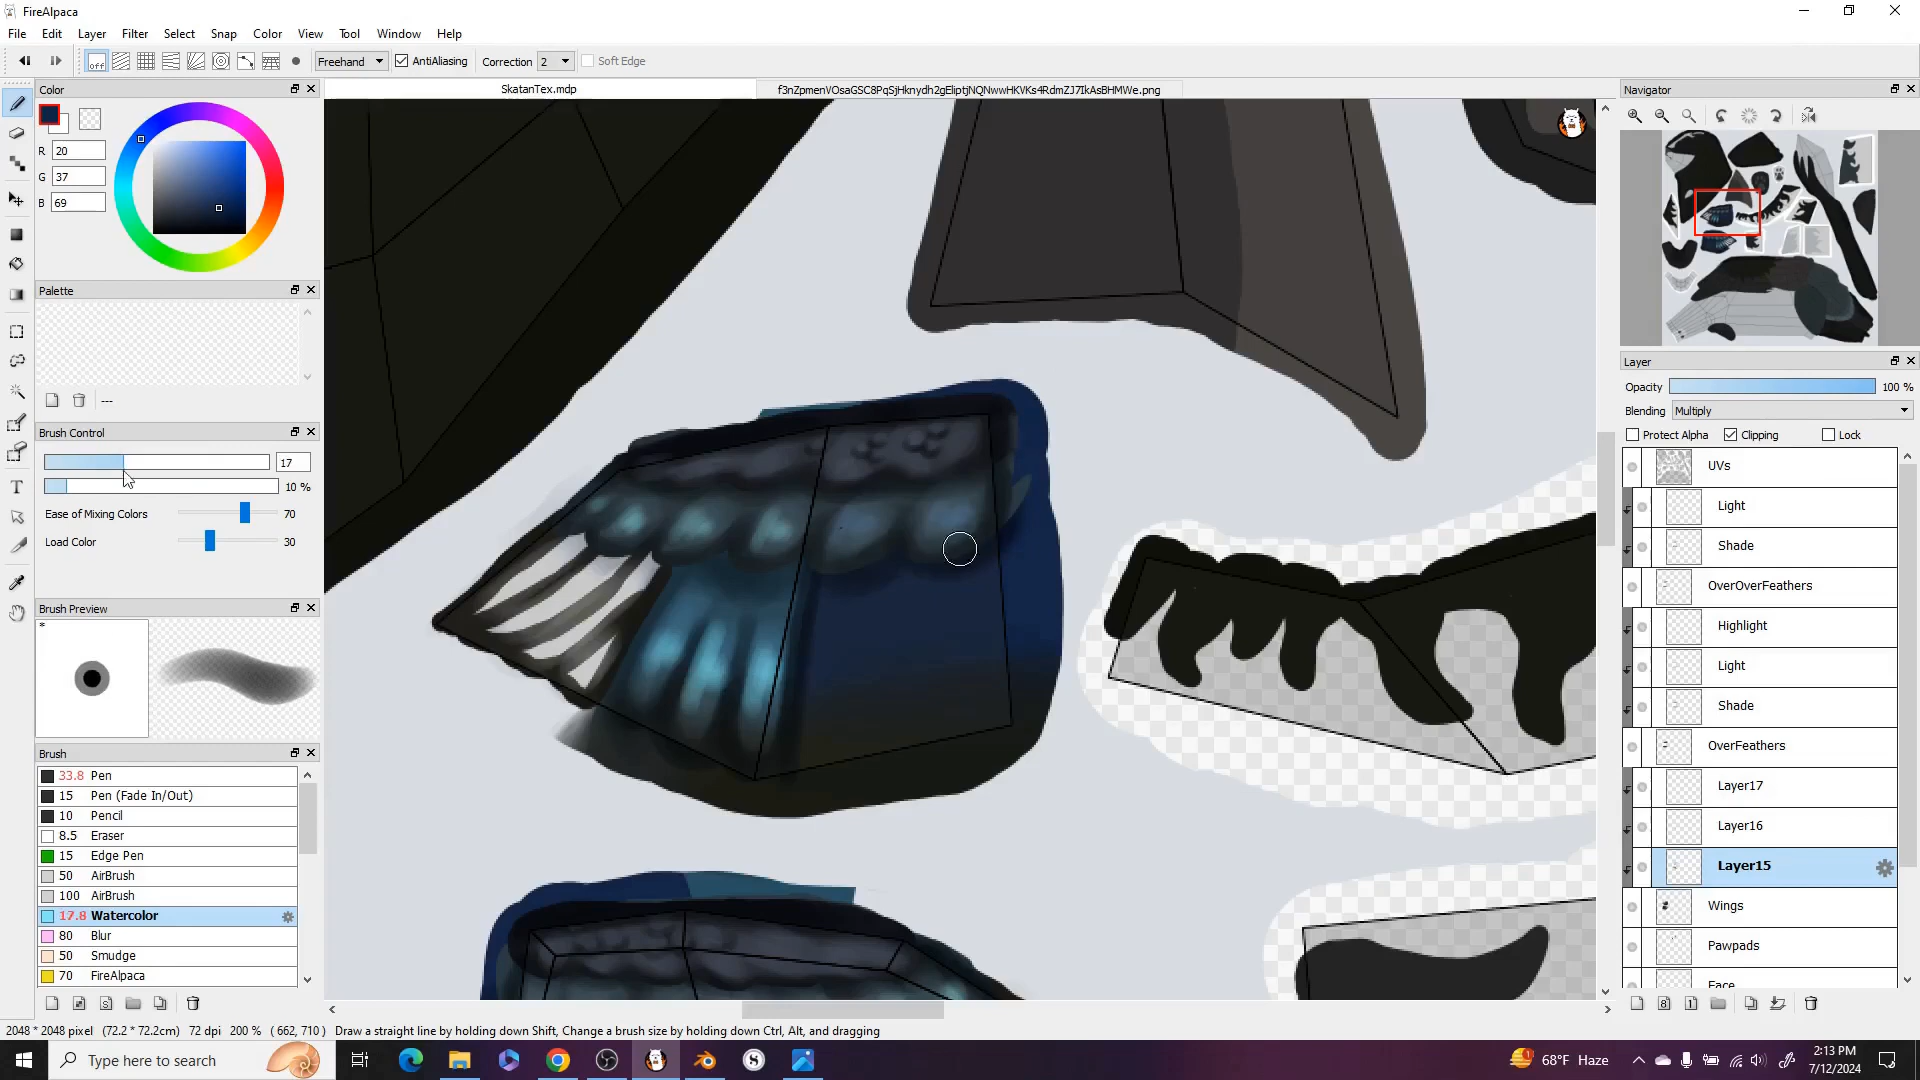 FireAlpaca
File Edit Layer Filter Select Snap Color View Tool Window Help
off Freehand AntiAliasing Correction 2 Soft Edge
Color
SkatanTex.mdp
Navigator
R 20
G 37
B 69
Palette
---
Brush Control
17
10 %
Ease of Mixing Colors 70
Load Color 30
Brush Preview
*
Brush
33.8 Pen
15 Pen (Fade In/Out)
10 Pencil
8.5 Eraser
15 Edge Pen
50 AirBrush
100 AirBrush
17.8 Watercolor
80 Blur
50 Smudge
70 FireAlpaca
Layer
Opacity 100 %
Blending Multiply
Protect Alpha Clipping Lock
UVs
Light
Shade
OverOverFeathers
Highlight
Light
Shade
OverFeathers
Layer17
Layer16
Layer15
Wings
Pawpads
Face
2048 * 2048 pixel (72.2 * 72.2cm) 72 dpi 200 % ( 662, 710 ) Draw a straight line by holding down Shift, Change a brush size by holding down Ctrl, Alt, and dragging
Type here to search
68°F Haze
2:13 PM
7/12/2024